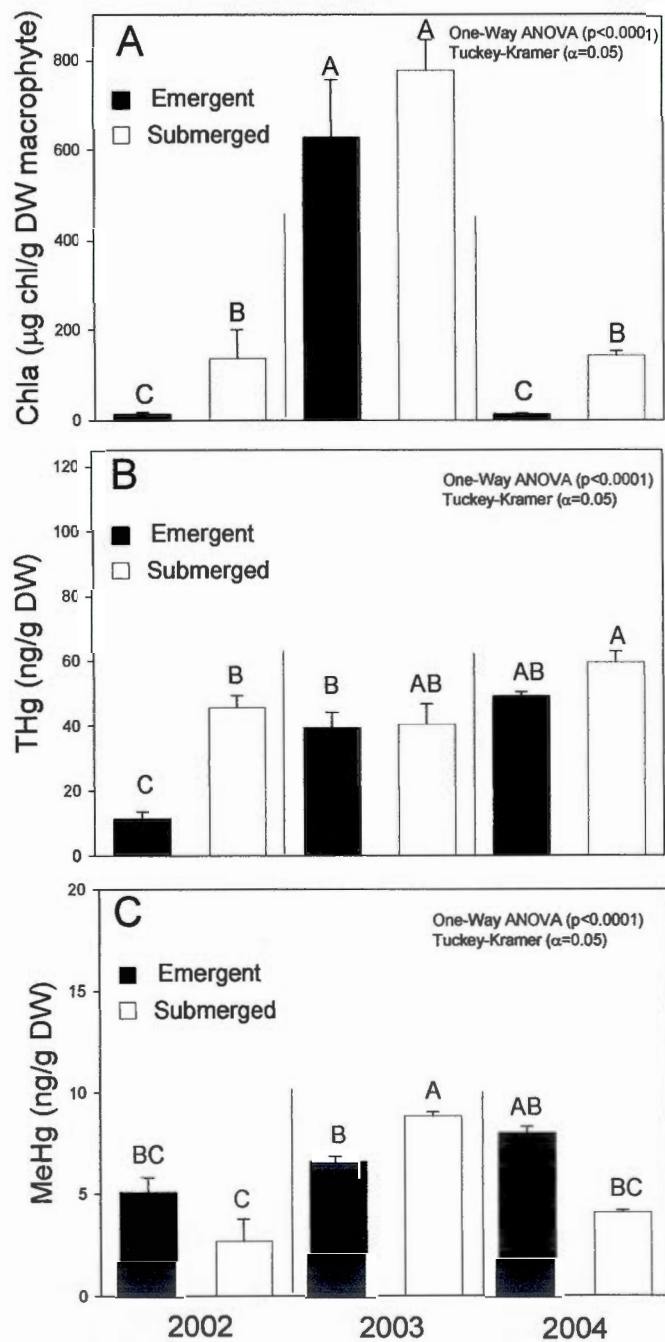 A
One-Way ANOVA (p<0.0001)
Tuckey-Kramer (α=0.05)
Emergent
Submerged
Chla (µg chl/g DW macrophyte)
800
600
400
200
0
C
B
A
A
C
B
B
One-Way ANOVA (p<0.0001)
Tuckey-Kramer (α=0.05)
Emergent
Submerged
THg (ng/g DW)
120
100
80
60
40
20
0
C
B
B
AB
AB
A
C
One-Way ANOVA (p<0.0001)
Tuckey-Kramer (α=0.05)
Emergent
Submerged
MeHg (ng/g DW)
20
15
10
5
0
BC
C
B
A
AB
BC
2002
2003
2004